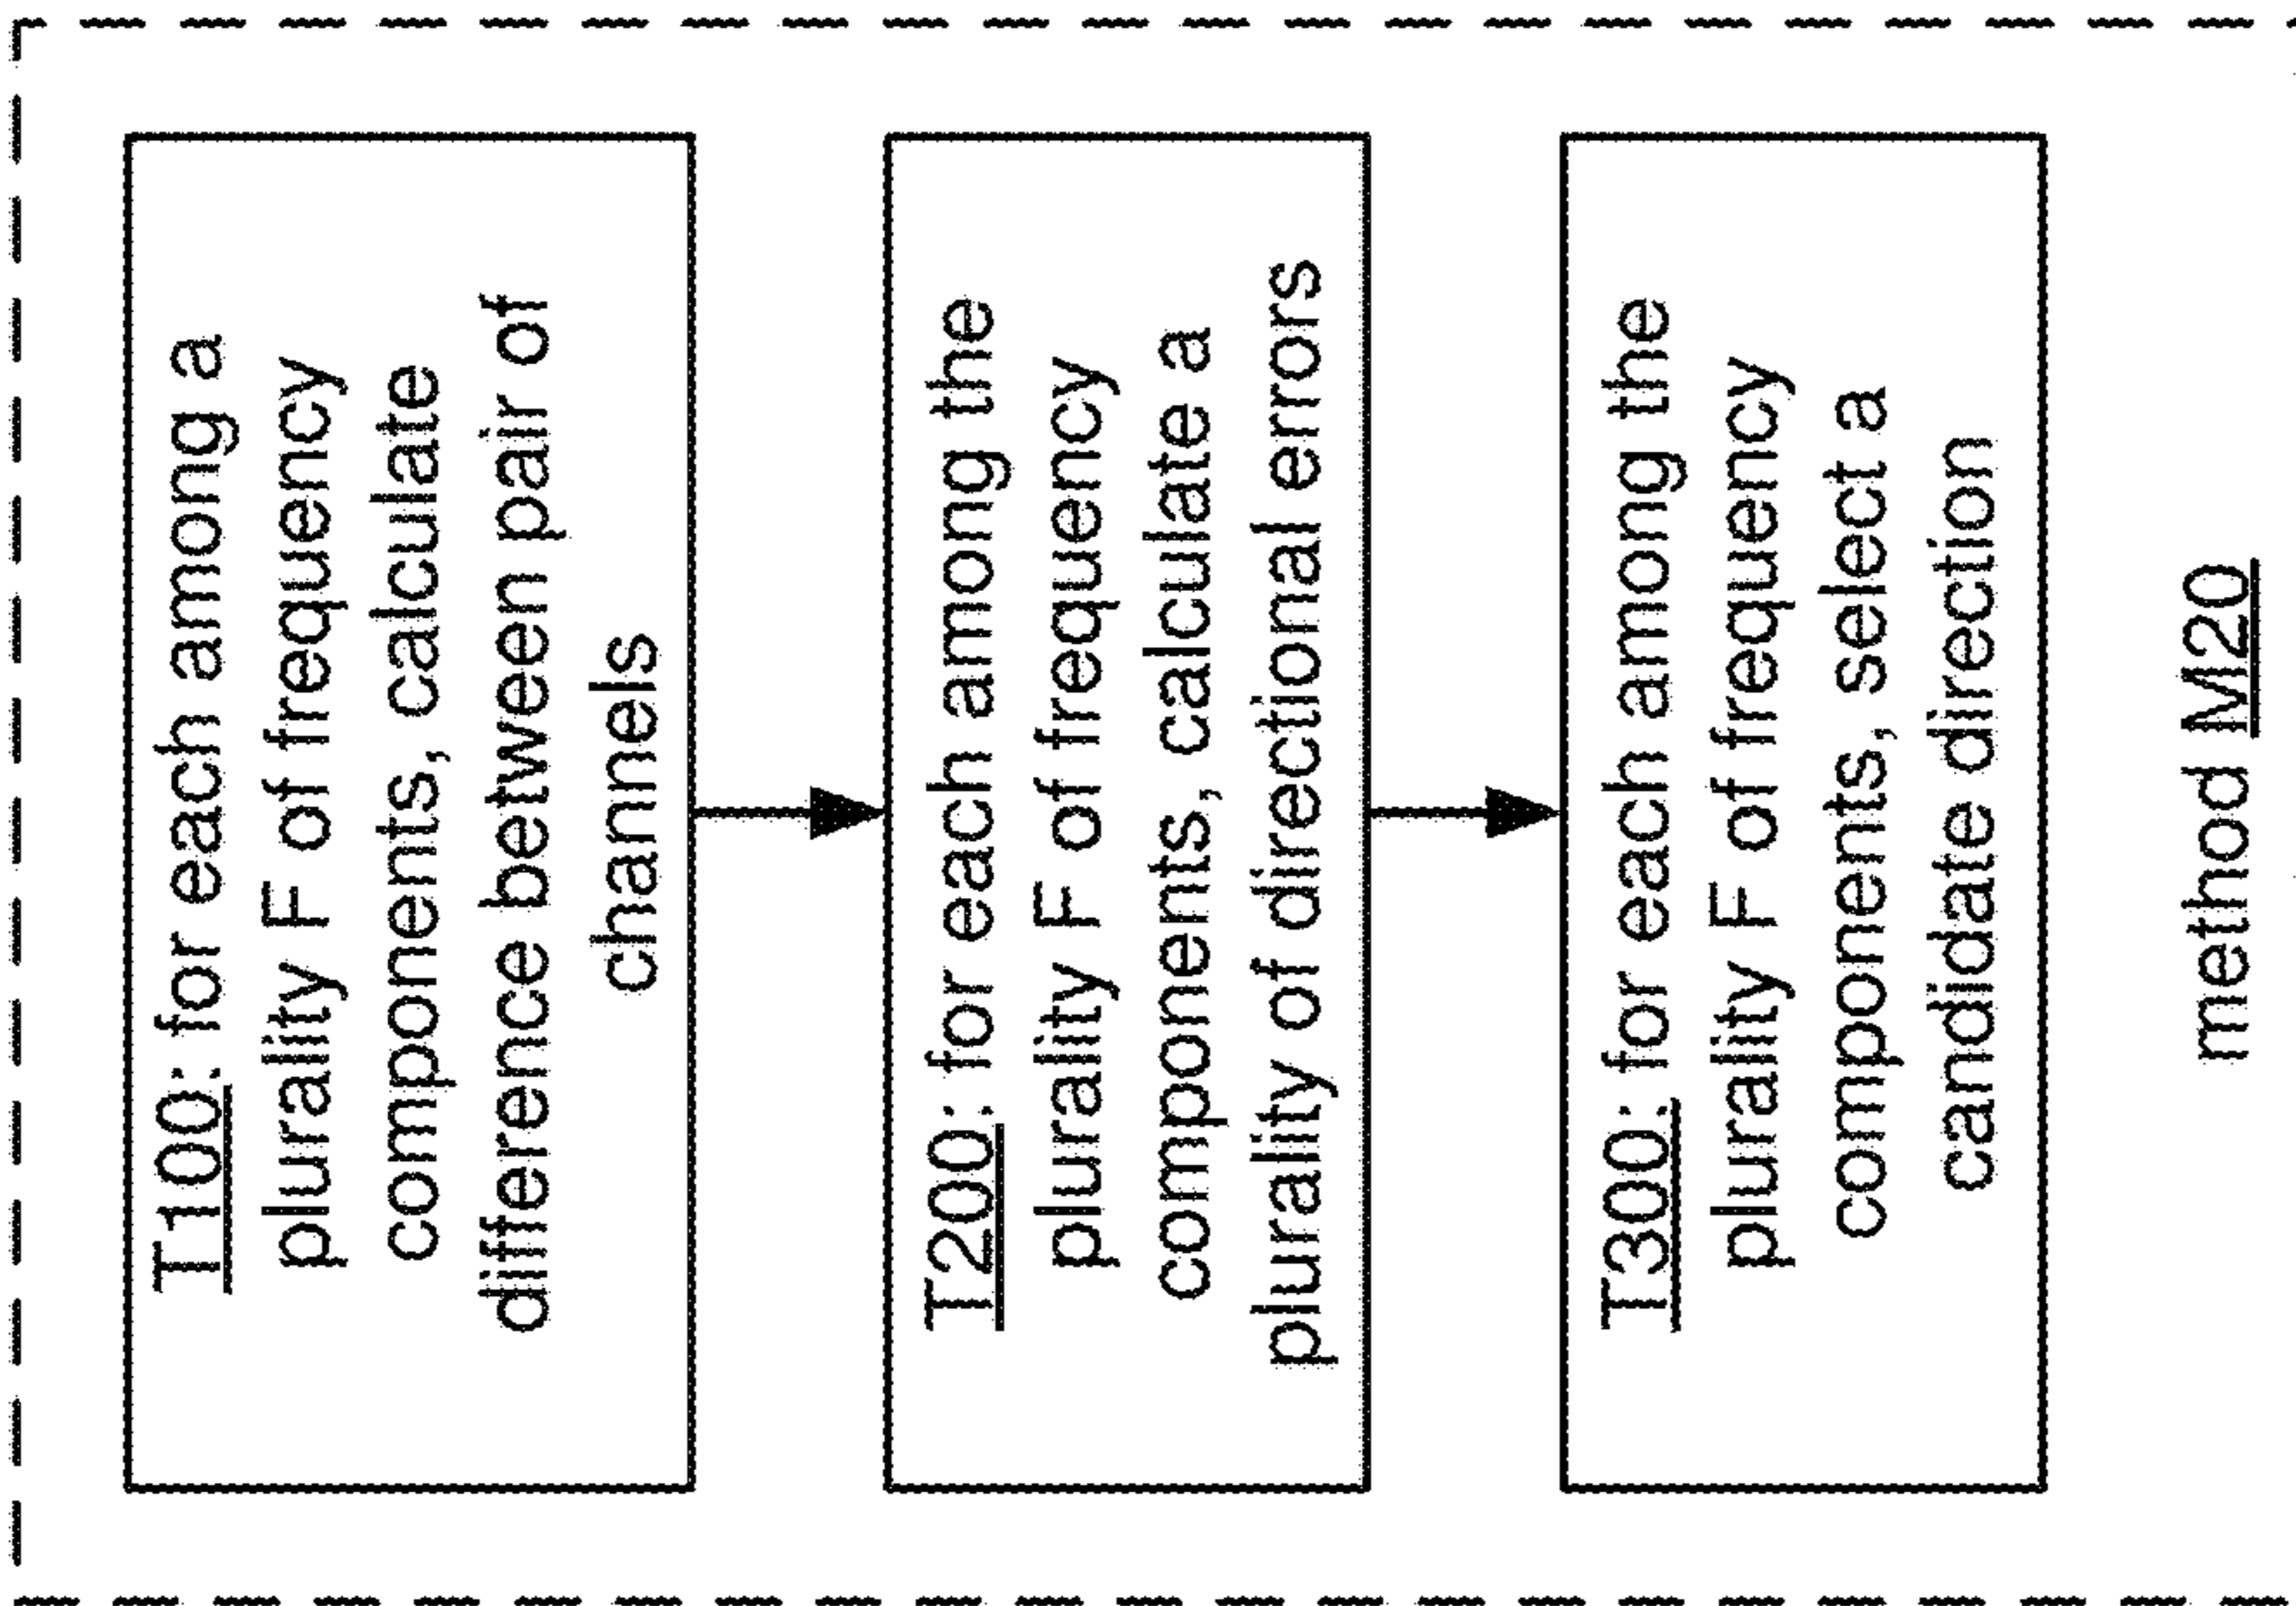 T100: for each among a
plurality F of frequency
components, calculate
difference between pair of
channels
T200: for each among the
plurality F of frequency
components, calculate a
plurality of directional errors
T300: for each among the
plurality F of frequency
components, select a
candidate direction
method M20